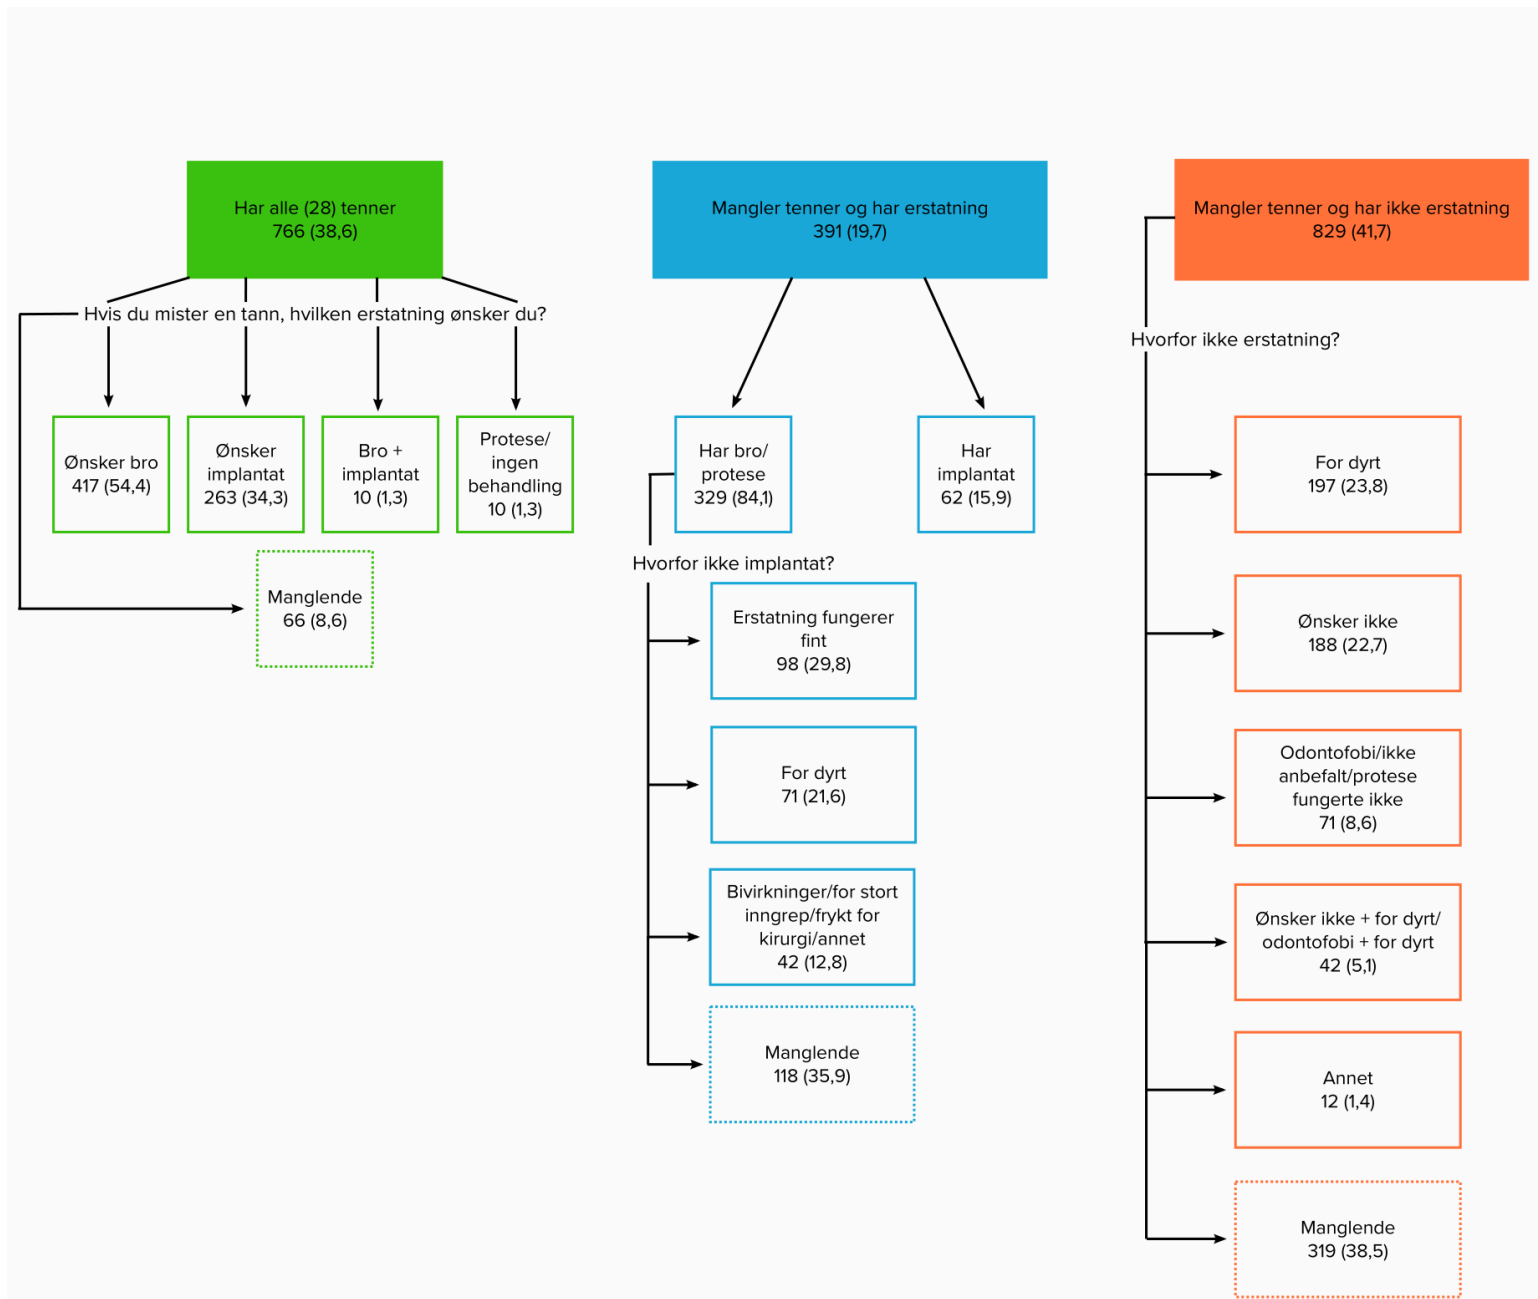 Har alle (28) tenner
766 (38,6)
Hvis du mister en tann, hvilken erstatning ønsker du?
Ønsker bro
417 (54,4)
Ønsker
implantat
263 (34,3)
Bro +
implantat
10 (1,3)
Protese/
ingen
behandling
10 (1,3)
Manglende
66 (8,6)
Mangler tenner og har erstatning
391 (19,7)
Har bro/
protese
329 (84,1)
Har
implantat
62 (15,9)
Hvorfor ikke implantat?
Erstatning fungerer
fint
98 (29,8)
For dyrt
71 (21,6)
Bivirkninger/for stort
inngrep/frykt for
kirurgi/annet
42 (12,8)
Manglende
118 (35,9)
Mangler tenner og har ikke erstatning
829 (41,7)
Hvorfor ikke erstatning?
For dyrt
197 (23,8)
Ønsker ikke
188 (22,7)
Odontofobi/ikke
anbefalt/protese
fungerte ikke
71 (8,6)
Ønsker ikke + for dyrt/
odontofobi + for dyrt
42 (5,1)
Annet
12 (1,4)
Manglende
319 (38,5)